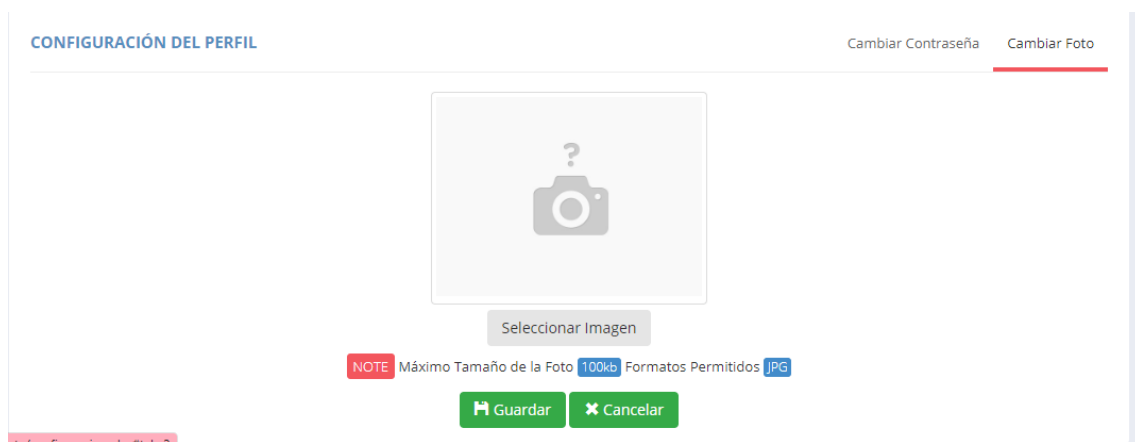 CONFIGURACIÓN DEL PERFIL
Cambiar Contraseña Cambiar Foto
?
Seleccionar Imagen
NOTE Máximo Tamaño de la Foto 100kb Formatos Permitidos JPG
Guardar Cancelar